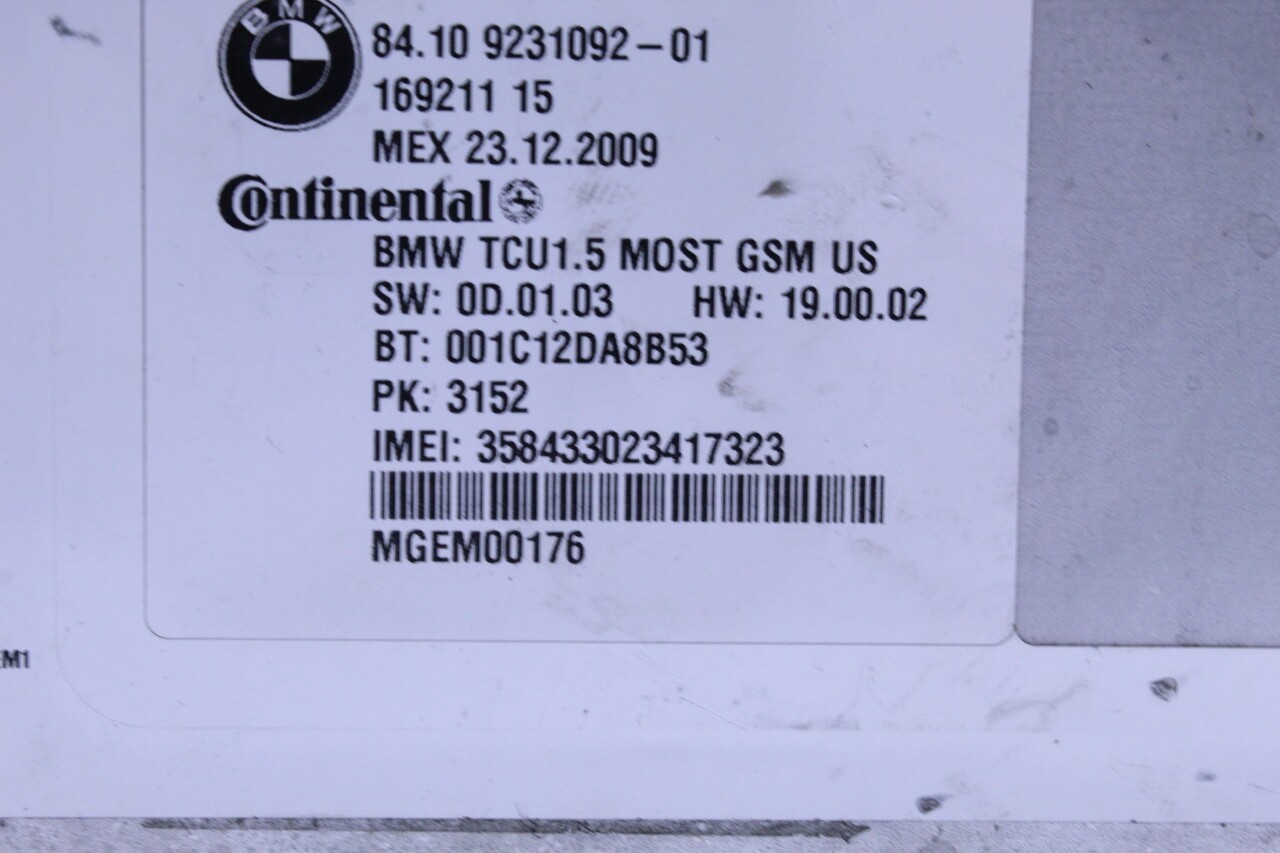 BMW
84.10 9231092-01
169211 15
MEX 23.12.2009
Continental
BMW TCU1.5 MOST GSM US
SW: 0D.01.03 HW: 19.00.02
BT: 001C12DA8B53
PK: 3152
IMEI: 358433023417323
MGEM00176
EM1